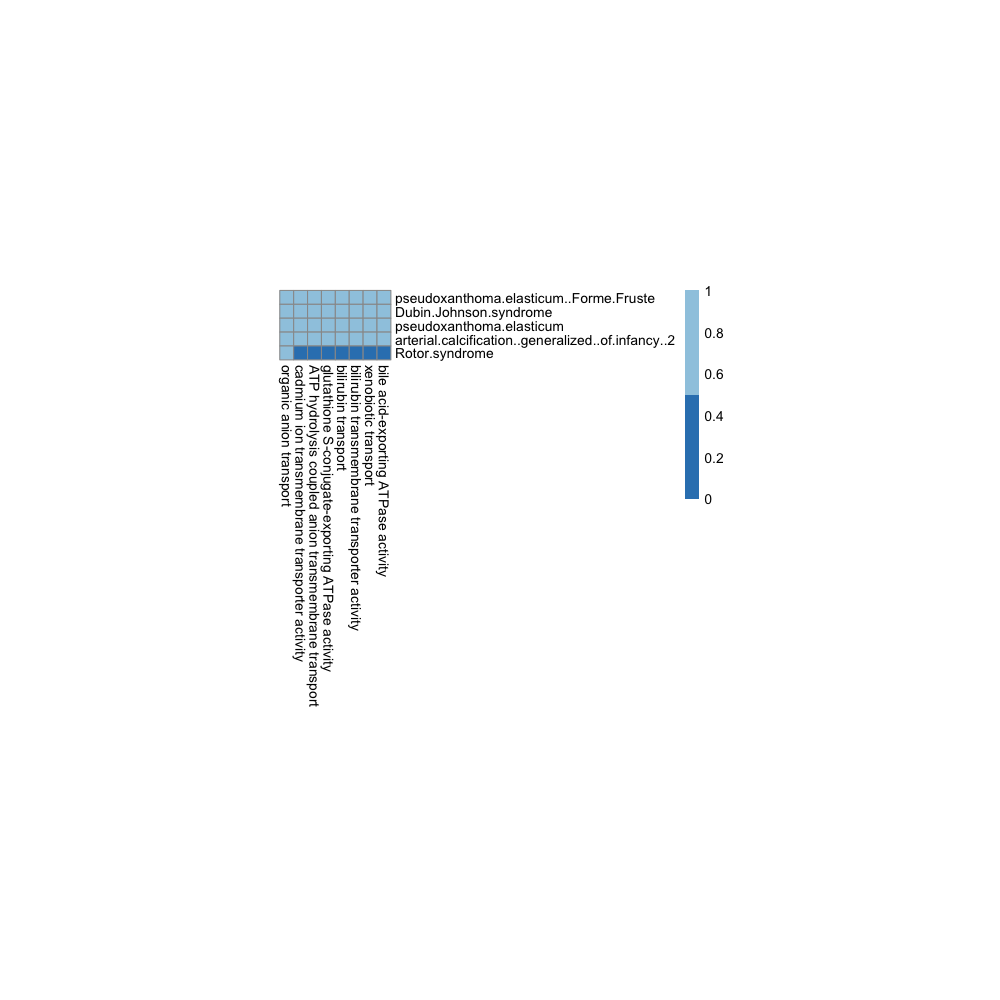 pseudoxanthoma.elasticum..Forme.Fruste
Dubin.Johnson.syndrome
pseudoxanthoma.elasticum
arterial.calcification..generalized..of.infancy..2
Rotor.syndrome
organic anion transport
cadmium ion transmembrane transporter activity
ATP hydrolysis coupled anion transmembrane transport
glutathione S-conjugate-exporting ATPase activity
bilirubin transport
bilirubin transmembrane transporter activity
xenobiotic transport
bile acid-exporting ATPase activity
1
0.8
0.6
0.4
0.2
0